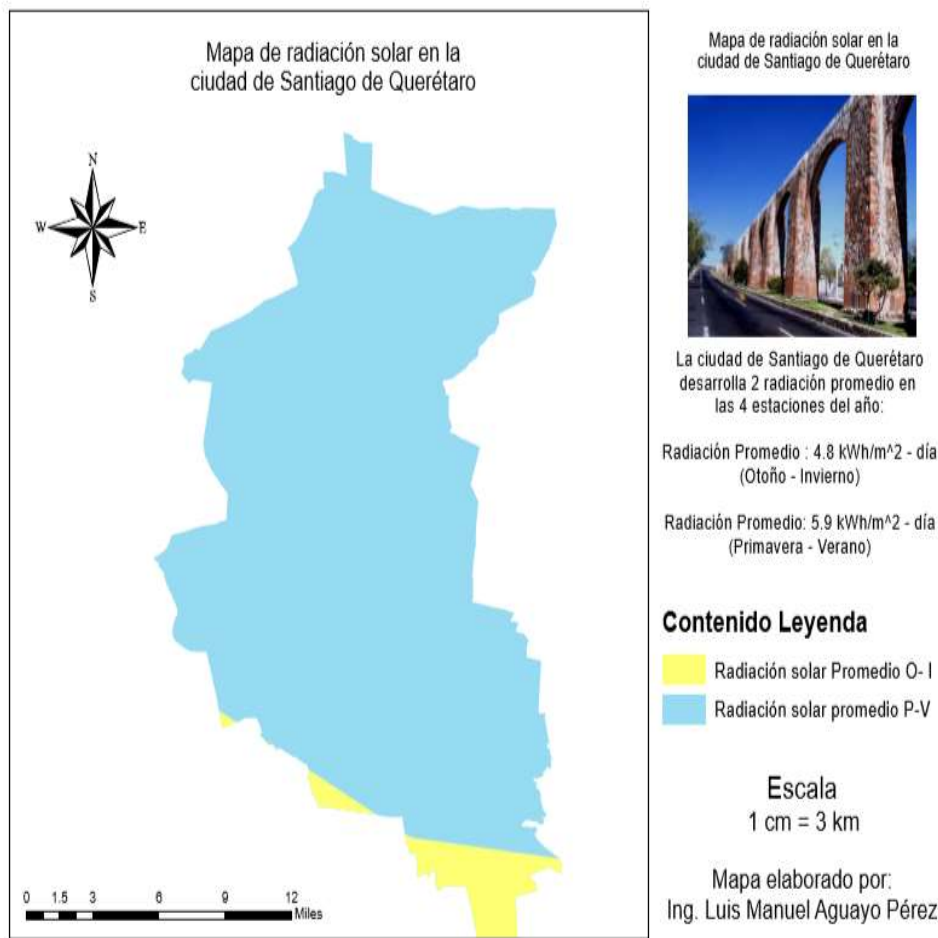 Mapa de radiación solar en la
ciudad de Santiago de Querétaro
N
W
E
S
0 1.5 3 6 9 12
Miles
Mapa de radiación solar en la
ciudad de Santiago de Querétaro
La ciudad de Santiago de Querétaro
desarrolla 2 radiación promedio en
las 4 estaciones del año:
Radiación Promedio : 4.8 kWh/m^2 - día
(Otoño - Invierno)
Radiación Promedio: 5.9 kWh/m^2 - día
(Primavera - Verano)
Contenido Leyenda
Radiación solar Promedio O- I
Radiación solar promedio P-V
Escala
1 cm = 3 km
Mapa elaborado por:
Ing. Luis Manuel Aguayo Pérez